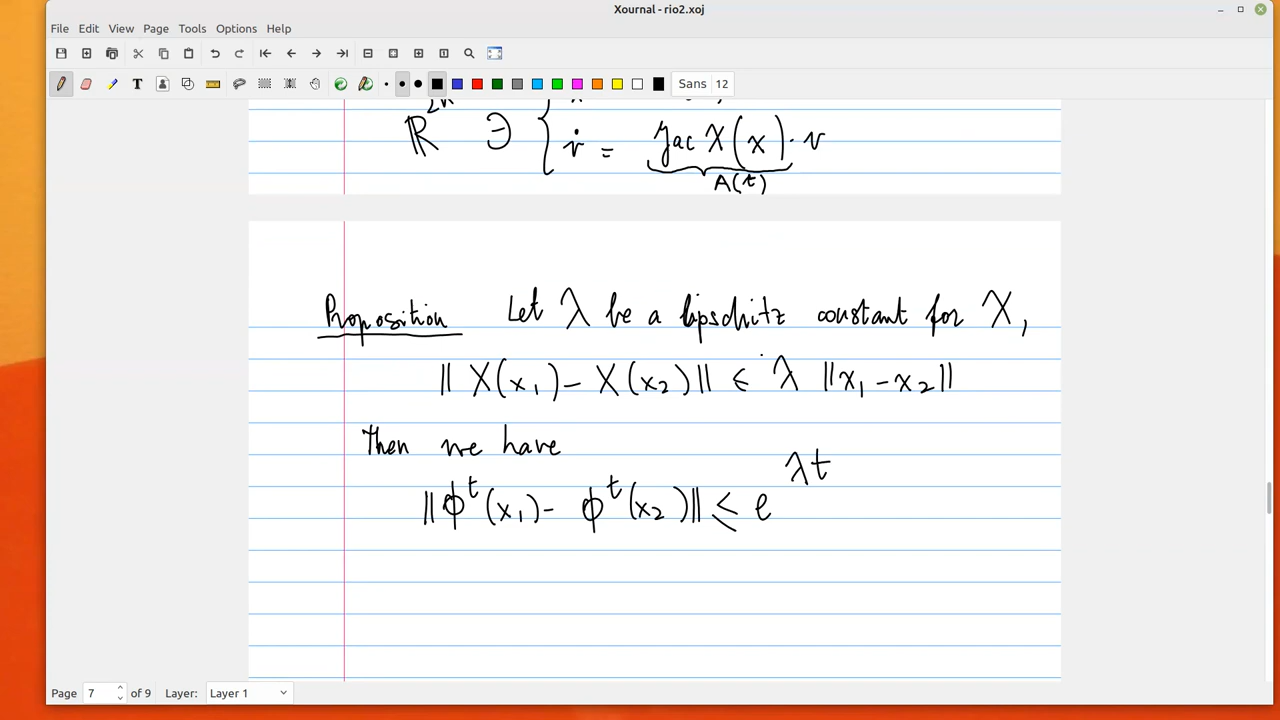 Xournal - rio2.xoj
File Edit View Page Tools Options Help
Sans 12
ℝ²ⁿ ∋ { v̇ = Jac X(x) · v
A(t)
Proposition Let λ be a lipschitz constant for X,
‖ X(x₁) - X(x₂) ‖ ≤ λ ‖x₁ - x₂‖
Then we have
‖ϕᵗ(x₁) - ϕᵗ(x₂)‖ ≤ e^λt
Page 7 of 9 Layer: Layer 1